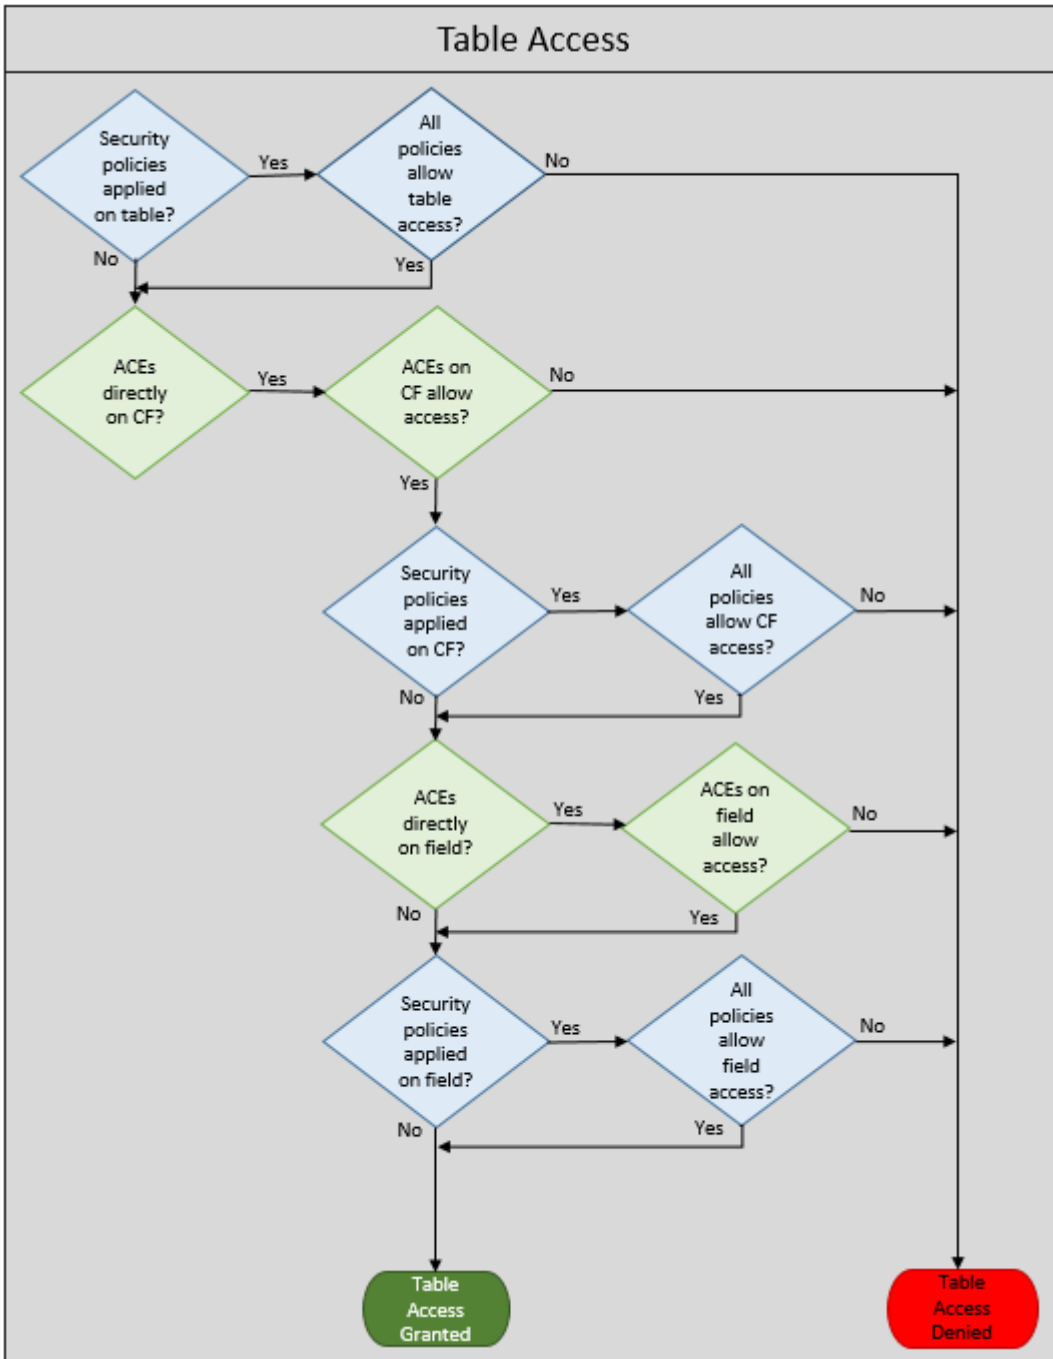 Table Access
Security
policies
applied
on table?
Yes
All
policies
allow
table
access?
No
No
Yes
ACEs
directly
on CF?
Yes
ACEs on
CF allow
access?
No
Yes
Security
policies
applied
on CF?
Yes
All
policies
allow CF
access?
No
No
Yes
ACEs
directly
on field?
Yes
ACEs on
field
allow
access?
No
No
Yes
Security
policies
applied
on field?
Yes
All
policies
allow
field
access?
No
No
Yes
Table
Access
Granted
Table
Access
Denied